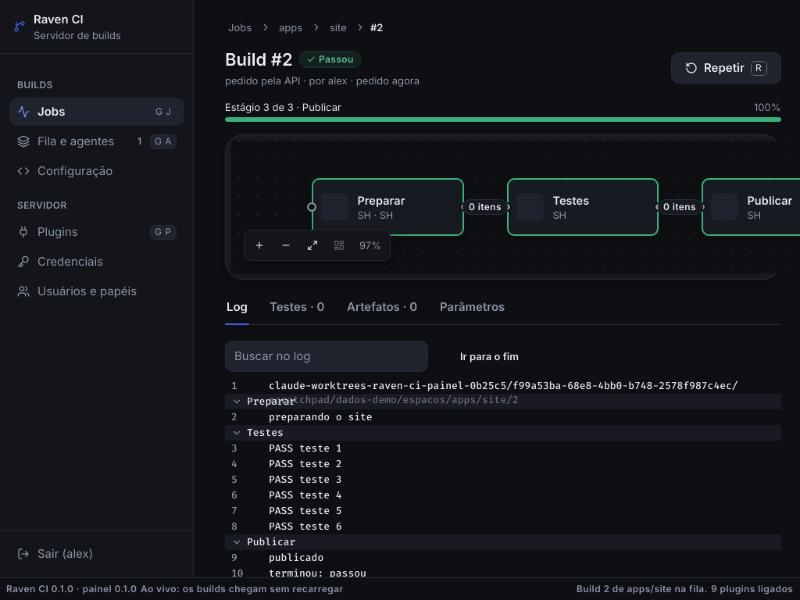 Raven CI
Servidor de builds
BUILDS
Jobs G J
Fila e agentes 1 G A
Configuração
SERVIDOR
Plugins G P
Credenciais
Usuários e papéis
Sair (alex)
Jobs > apps > site > #2
Build #2 ✓ Passou
pedido pela API · por alex · pedido agora
Repetir R
Estágio 3 de 3 · Publicar 100%
Preparar
SH · SH
0 itens
Testes
SH
0 itens
Publicar
SH
+ − 97%
Log Testes · 0 Artefatos · 0 Parâmetros
Buscar no log Ir para o fim
1 claude-worktrees-raven-ci-painel-0b25c5/f99a53ba-68e8-4bb0-b748-2578f987c4ec/
scratchpad/dados-demo/espacos/apps/site/2
Preparar
2 preparando o site
Testes
3 PASS teste 1
4 PASS teste 2
5 PASS teste 3
6 PASS teste 4
7 PASS teste 5
8 PASS teste 6
Publicar
9 publicado
10 terminou: passou
Raven CI 0.1.0 · painel 0.1.0 Ao vivo: os builds chegam sem recarregar
Build 2 de apps/site na fila. 9 plugins ligados